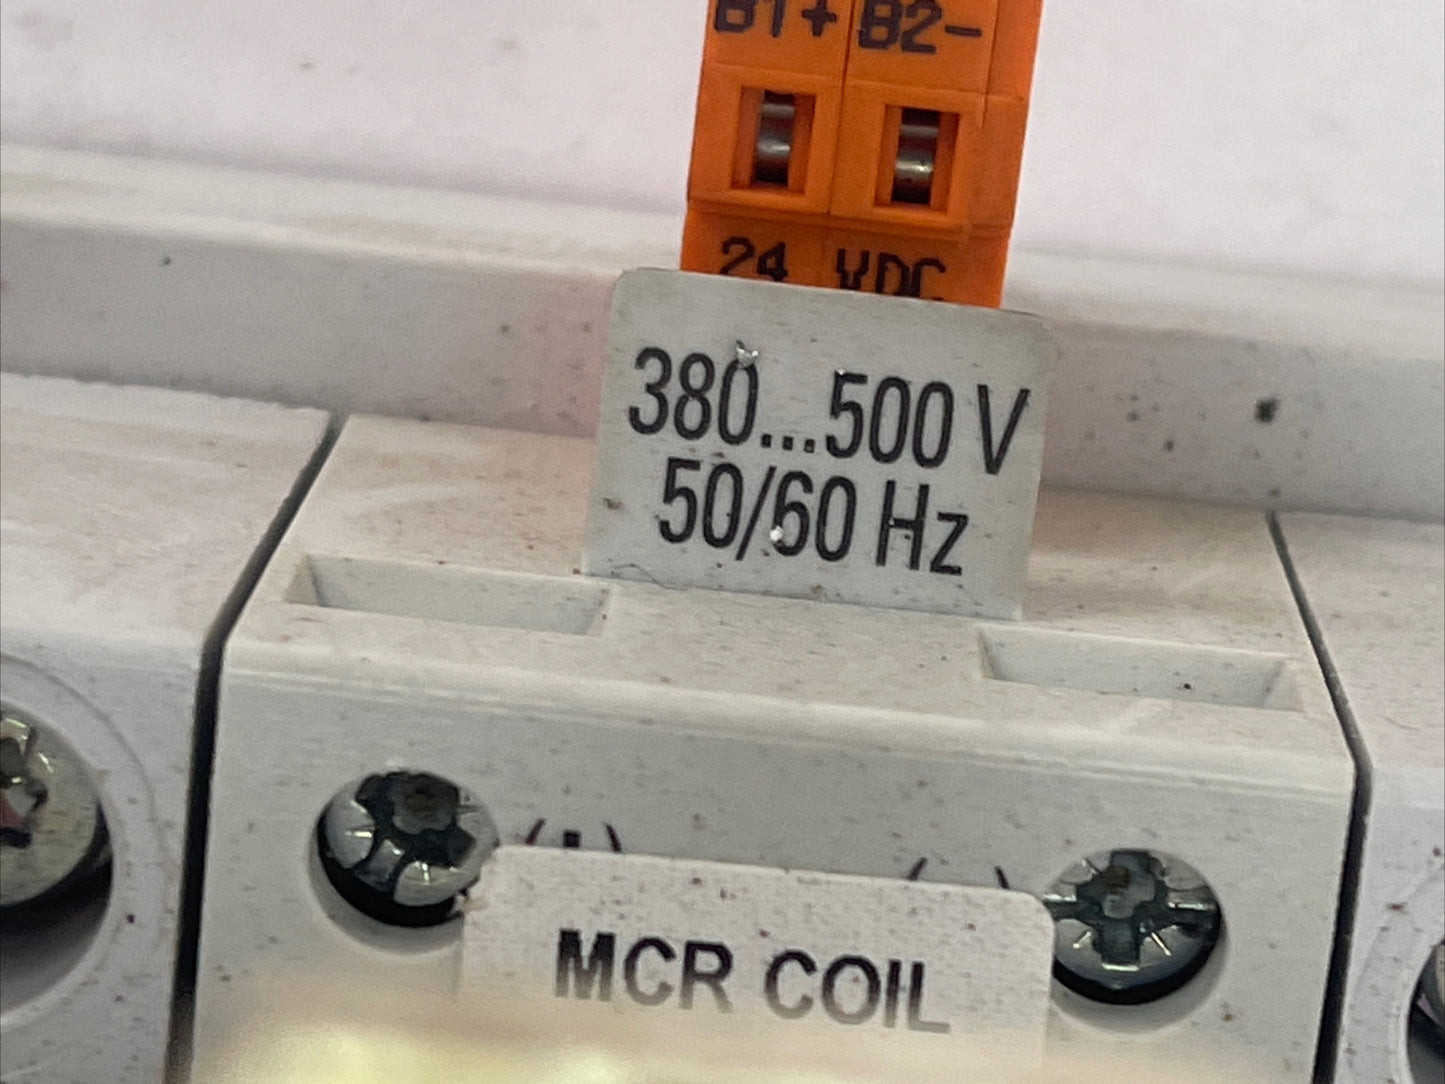 B1+ B2-
24 VDC
380...500 V
50/60 Hz
MCR COIL